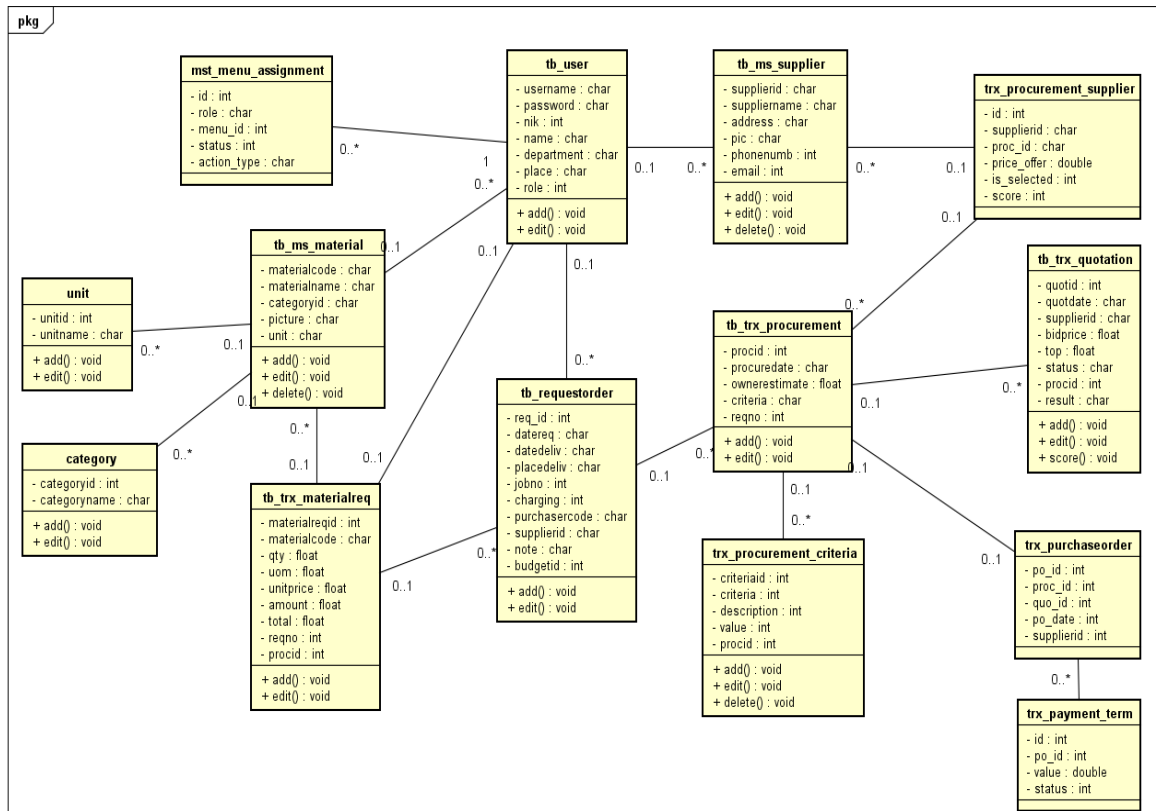 pkg
mst_menu_assignment
- id : int
- role : char
- menu_id : int
- status : int
- action_type : char
tb_user
- username : char
- password : char
- nik : int
- name : char
- department : char
- place : char
- role : int
+ add() : void
+ edit() : void
tb_ms_supplier
- supplierid : char
- suppliername : char
- address : char
- pic : char
- phonenumb : int
- email : int
+ add() : void
+ edit() : void
+ delete() : void
trx_procurement_supplier
- id : int
- supplierid : char
- proc_id : char
- price_offer : double
- is_selected : int
- score : int
0..*
1
0..1
0..*
0..*
0..1
0..*
0..1
0..1
0..*
0..1
0..1
0..*
0..1
0..*
unit
- unitid : int
- unitname : char
+ add() : void
+ edit() : void
0..*
0..1
tb_ms_material
- materialcode : char
- materialname : char
- categoryid : char
- picture : char
- unit : char
+ add() : void
+ edit() : void
+ delete() : void
category
- categoryid : int
- categoryname : char
+ add() : void
+ edit() : void
0..*
0..1
0..*
0..1
tb_trx_materialreq
- materialreqid : int
- materialcode : char
- qty : float
- uom : float
- unitprice : float
- amount : float
- total : float
- reqno : int
- procid : int
+ add() : void
+ edit() : void
0..1
0..*
tb_requestorder
- req_id : int
- datereq : char
- datedeliv : char
- placedeliv : char
- jobno : int
- charging : int
- purchasercode : char
- supplierid : char
- note : char
- budgetid : int
+ add() : void
+ edit() : void
0..1
0..*
tb_trx_procurement
- procid : int
- procuredate : char
- ownerestimate : float
- criteria : char
- reqno : int
+ add() : void
+ edit() : void
0..1
0..*
tb_trx_quotation
- quotid : int
- quotdate : char
- supplierid : char
- bidprice : float
- top : float
- status : char
- procid : int
- result : char
+ add() : void
+ edit() : void
+ score() : void
0..1
0..*
trx_procurement_criteria
- criteriaid : int
- criteria : int
- description : int
- value : int
- procid : int
+ add() : void
+ edit() : void
+ delete() : void
0..1
0..1
trx_purchaseorder
- po_id : int
- proc_id : int
- quo_id : int
- po_date : int
- supplierid : int
0..*
trx_payment_term
- id : int
- po_id : int
- value : double
- status : int